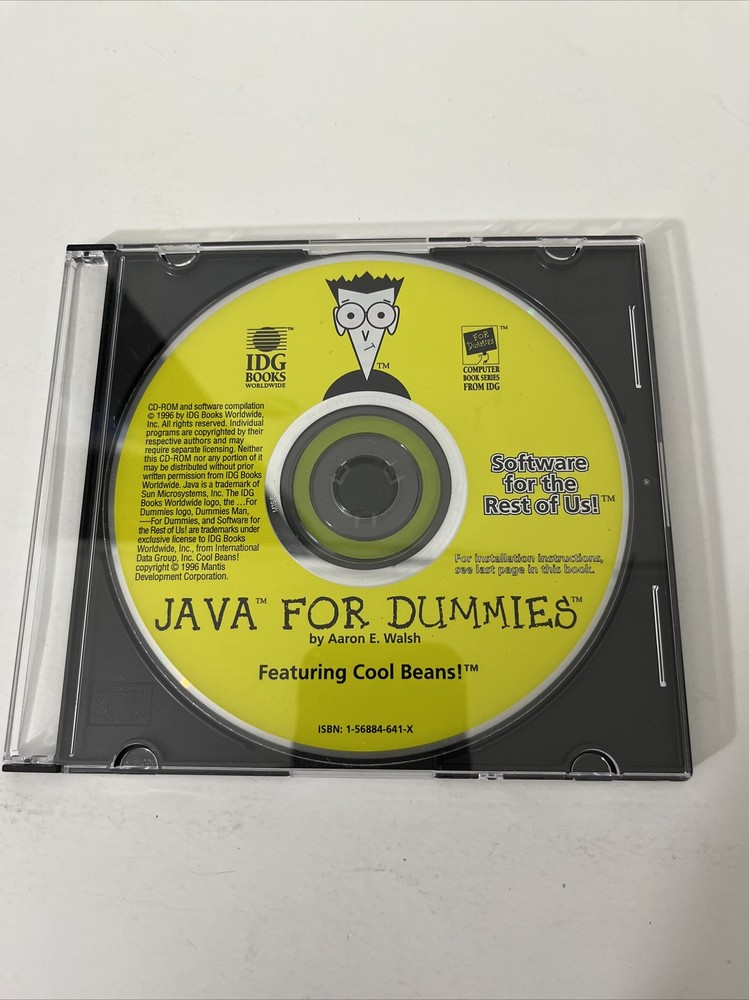 ™
IDG
BOOKS
WORLDWIDE
™
FOR
DUMMIES
™
COMPUTER
BOOK SERIES
FROM IDG
CD-ROM and software compilation
© 1996 by IDG Books Worldwide,
Inc. All rights reserved. Individual
programs are copyrighted by their
respective authors and may
require separate licensing. Neither
this CD-ROM nor any portion of it
may be distributed without prior
written permission from IDG Books
Worldwide. Java is a trademark of
Sun Microsystems, Inc. The IDG
Books Worldwide logo, the ...For
Dummies logo, Dummies Man,
—For Dummies, and Software for
the Rest of Us! are trademarks under
exclusive license to IDG Books
Worldwide, Inc., from International
Data Group, Inc. Cool Beans!
copyright © 1996 Mantis
Development Corporation.
Software
for the
Rest of Us!™
For installation instructions,
see last page in this book.
JAVA™ FOR DUMMIES™
by Aaron E. Walsh
Featuring Cool Beans!™
ISBN: 1-56884-641-X